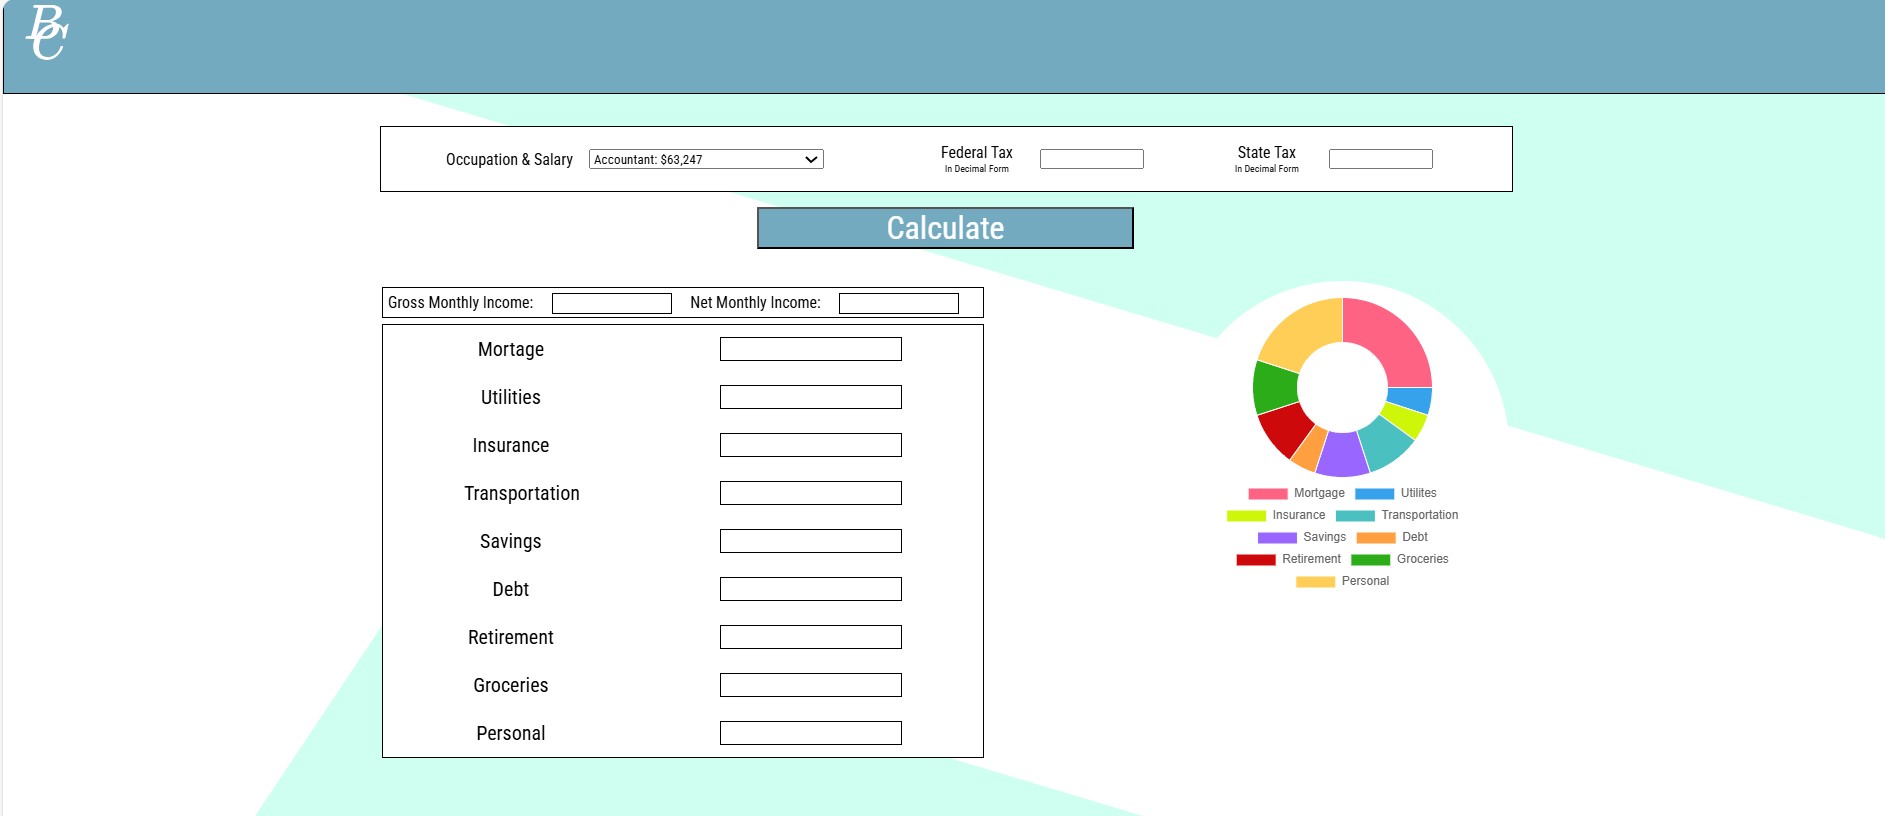 BC
Occupation & Salary Accountant: $63,247 Federal Tax In Decimal Form State Tax In Decimal Form
Calculate
Gross Monthly Income: Net Monthly Income:
Mortage
Utilities
Insurance
Transportation
Savings
Debt
Retirement
Groceries
Personal
Mortgage Utilites
Insurance Transportation
Savings Debt
Retirement Groceries
Personal